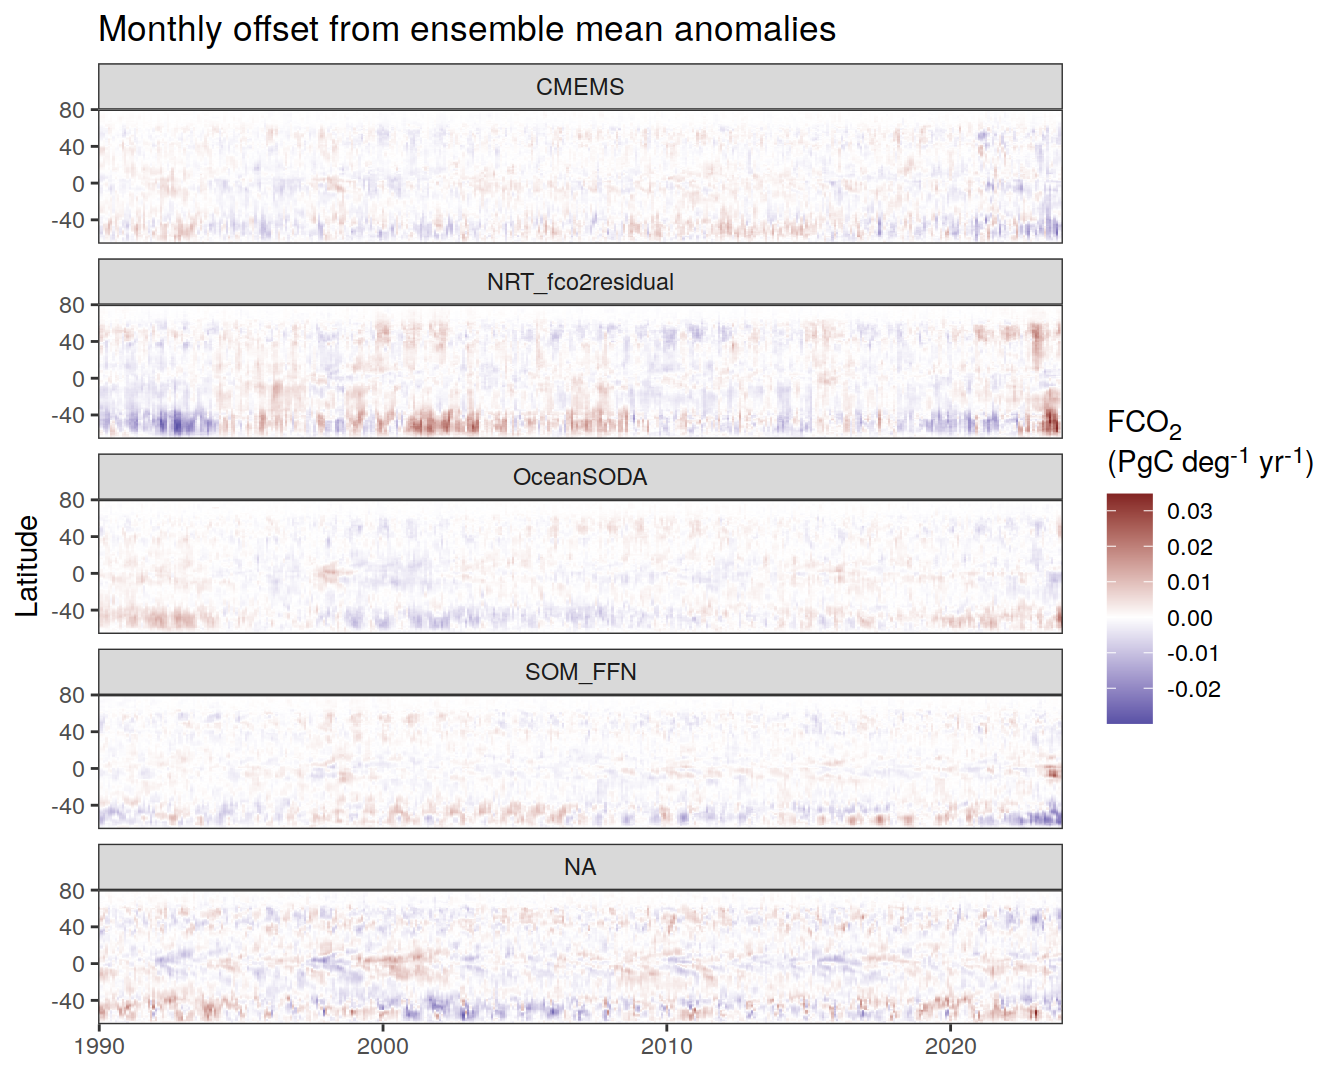 Monthly offset from ensemble mean anomalies
CMEMS
80
40
0
-40
NRT_fco2residual
80
40
0
-40
OceanSODA
80
40
0
-40
SOM_FFN
80
40
0
-40
NA
80
40
0
-40
1990 2000 2010 2020
Latitude
FCO₂
(PgC deg⁻¹ yr⁻¹)
0.03
0.02
0.01
0.00
-0.01
-0.02